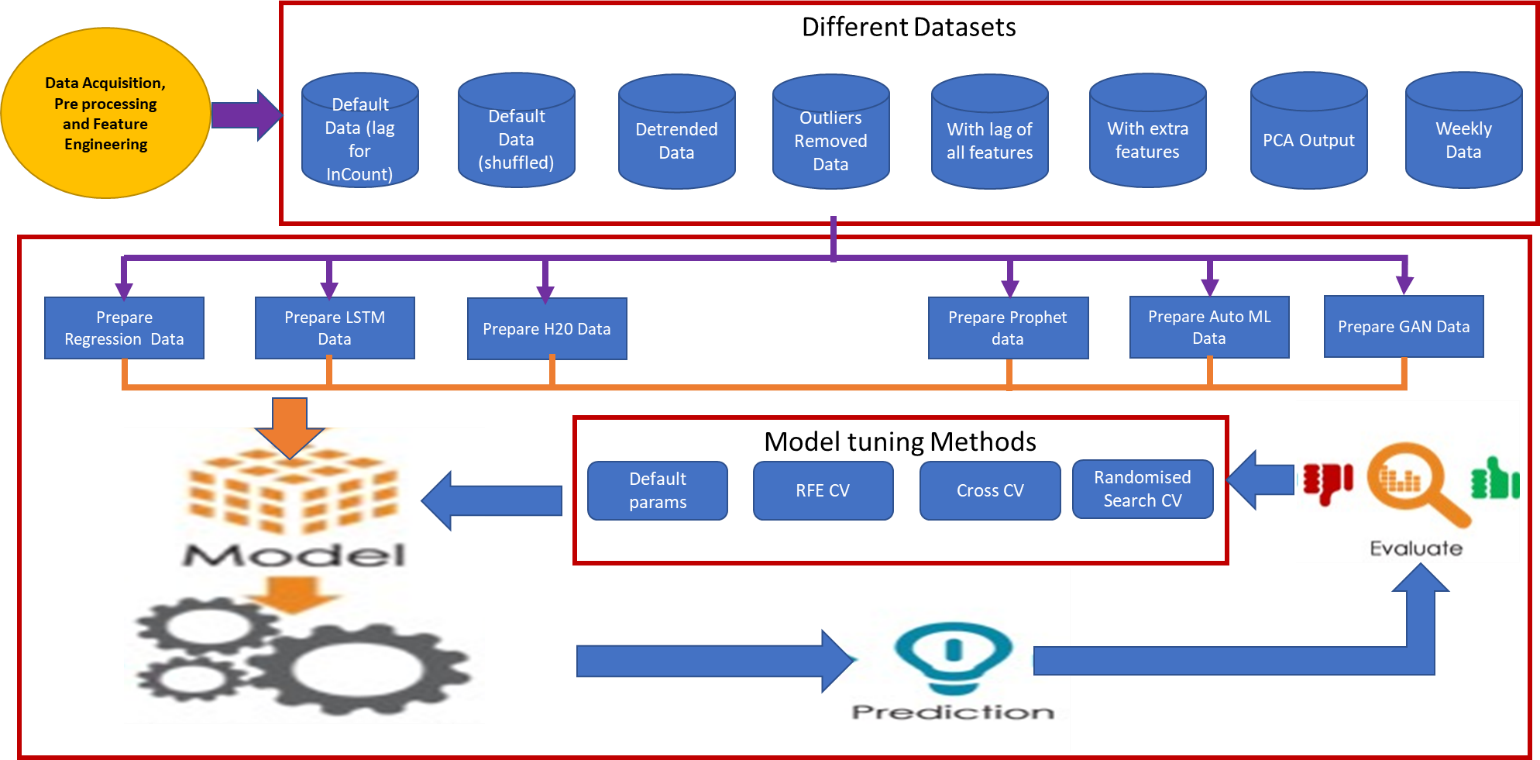 Different Datasets
Data Acquisition,
Pre processing
and Feature
Engineering
Default
Data (lag
for
InCount)
Default
Data
(shuffled)
Detrended
Data
Outliers
Removed
Data
With lag of
all features
With extra
features
PCA Output
Weekly
Data
Prepare
Regression Data
Prepare LSTM
Data
Prepare H20 Data
Prepare Prophet
data
Prepare Auto ML
Data
Prepare GAN Data
Model tuning Methods
Default
params
RFE CV
Cross CV
Randomised
Search CV
Evaluate
Model
Prediction